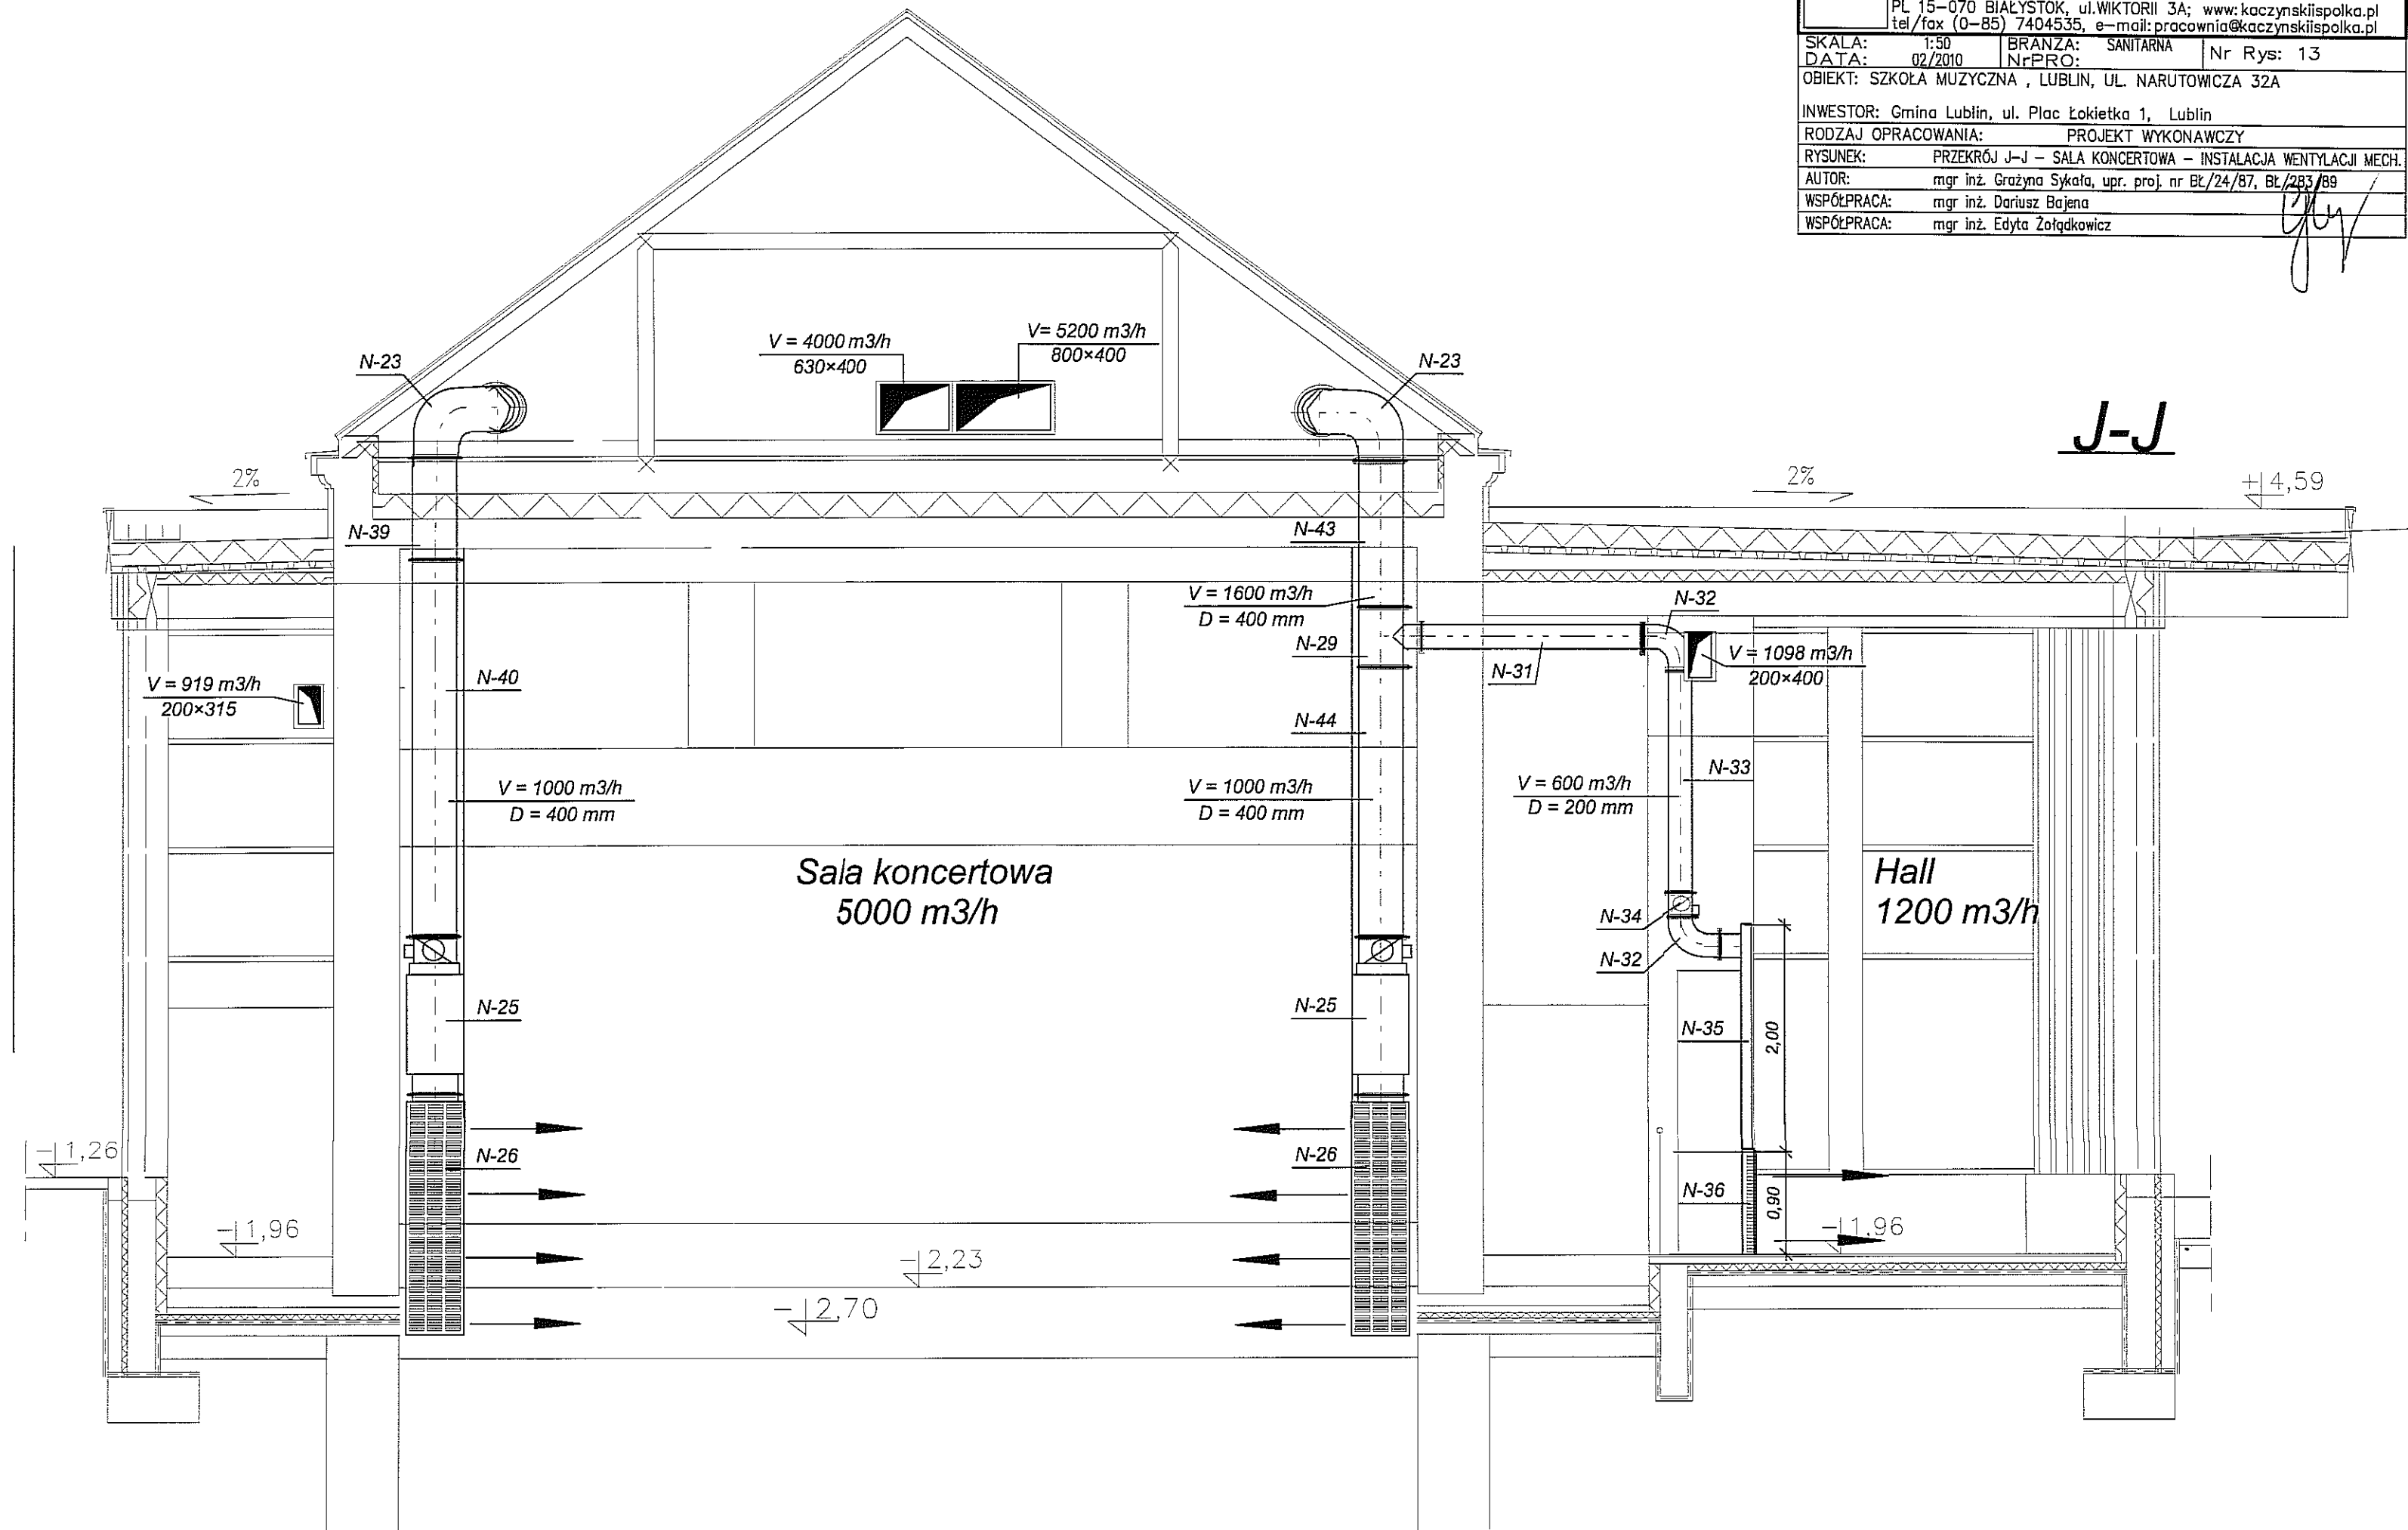 PL 15-070 BIAŁYSTOK, ul.WIKTORII 3A; www:kaczynskiispolka.pl
tel/fax (0-85) 7404535, e-mail:pracownia@kaczynskiispolka.pl
SKALA: 1:50 BRANŻA: SANITARNA Nr Rys: 13
DATA: 02/2010 NrPRO:
OBIEKT: SZKOŁA MUZYCZNA , LUBLIN, UL. NARUTOWICZA 32A
INWESTOR: Gmina Lublin, ul. Plac Łokietka 1, Lublin
RODZAJ OPRACOWANIA: PROJEKT WYKONAWCZY
RYSUNEK: PRZEKRÓJ J-J - SALA KONCERTOWA - INSTALACJA WENTYLACJI MECH.
AUTOR: mgr inż. Grażyna Sykała, upr. proj. nr BŁ/24/87, BŁ/283/89
WSPÓŁPRACA: mgr inż. Dariusz Bajena
WSPÓŁPRACA: mgr inż. Edyta Żołądkowicz
J-J
V = 4000 m3/h
630×400
V= 5200 m3/h
800×400
N-23
N-23
2%
2%
+4,59
N-39
N-43
V = 1600 m3/h
D = 400 mm
N-32
N-29
N-31
V = 1098 m3/h
200×400
V = 919 m3/h
200×315
N-40
N-44
V = 1000 m3/h
D = 400 mm
V = 1000 m3/h
D = 400 mm
V = 600 m3/h
D = 200 mm
N-33
Sala koncertowa
5000 m3/h
Hall
1200 m3/h
N-34
N-32
N-25
N-25
N-35
2,00
N-26
N-26
N-36
0,90
-1,26
-1,96
-1,96
-2,23
-2,70